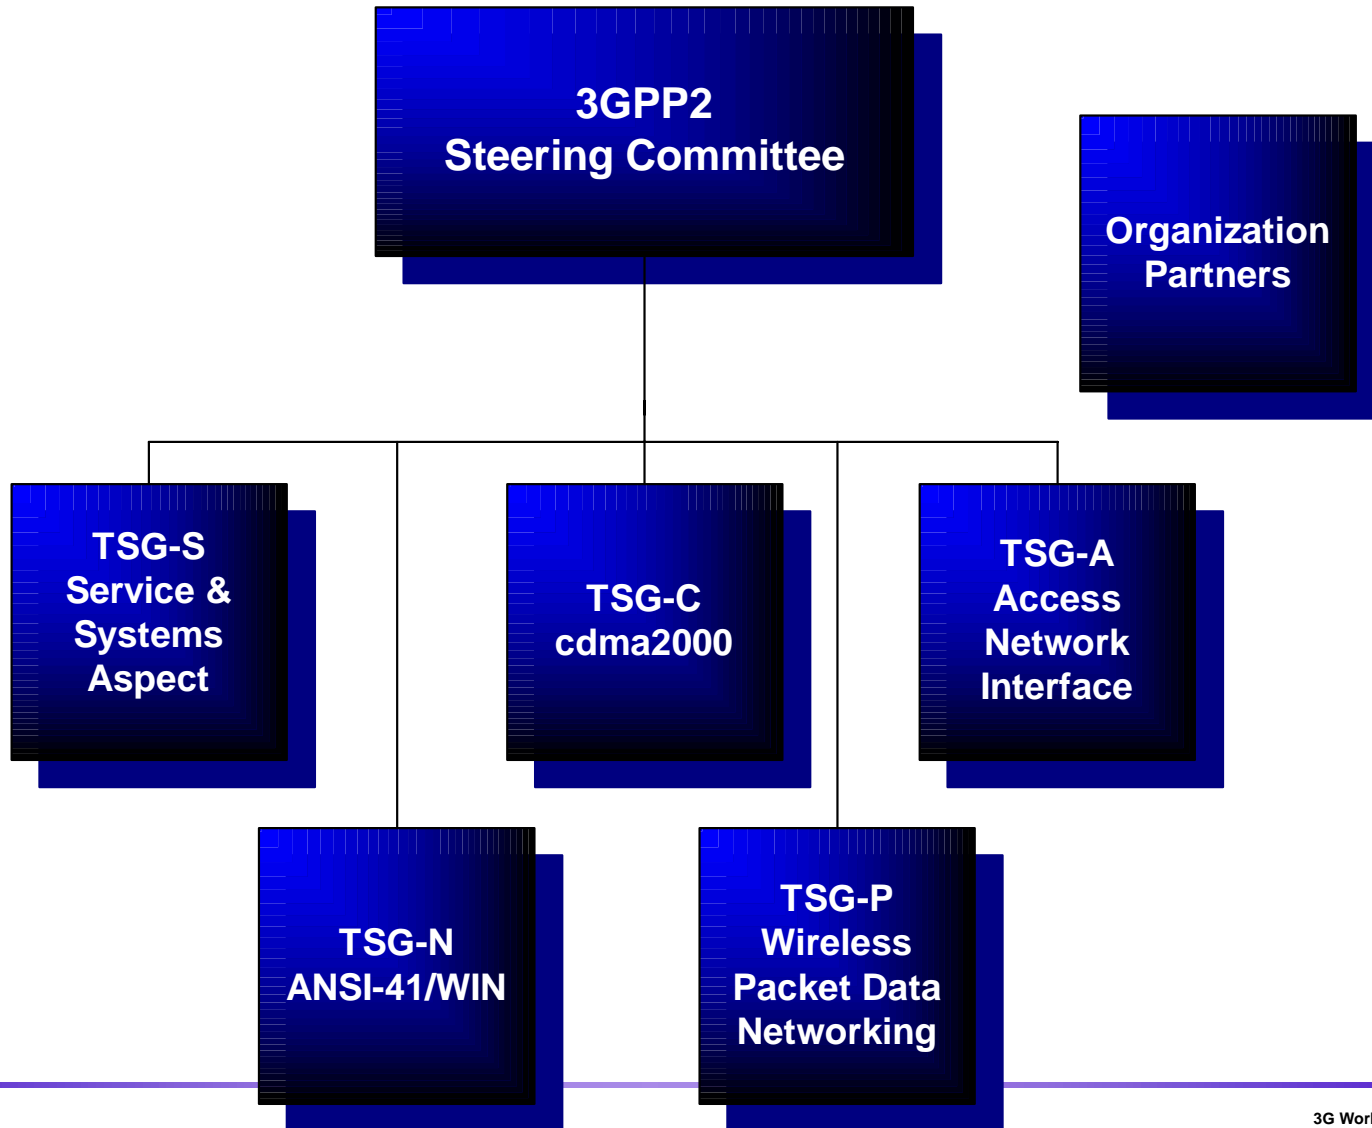 3GPP2
Steering Committee
Organization
Partners
TSG-S
Service &
Systems
Aspect
TSG-C
cdma2000
TSG-A
Access
Network
Interface
TSG-N
ANSI-41/WIN
TSG-P
Wireless
Packet Data
Networking
3G